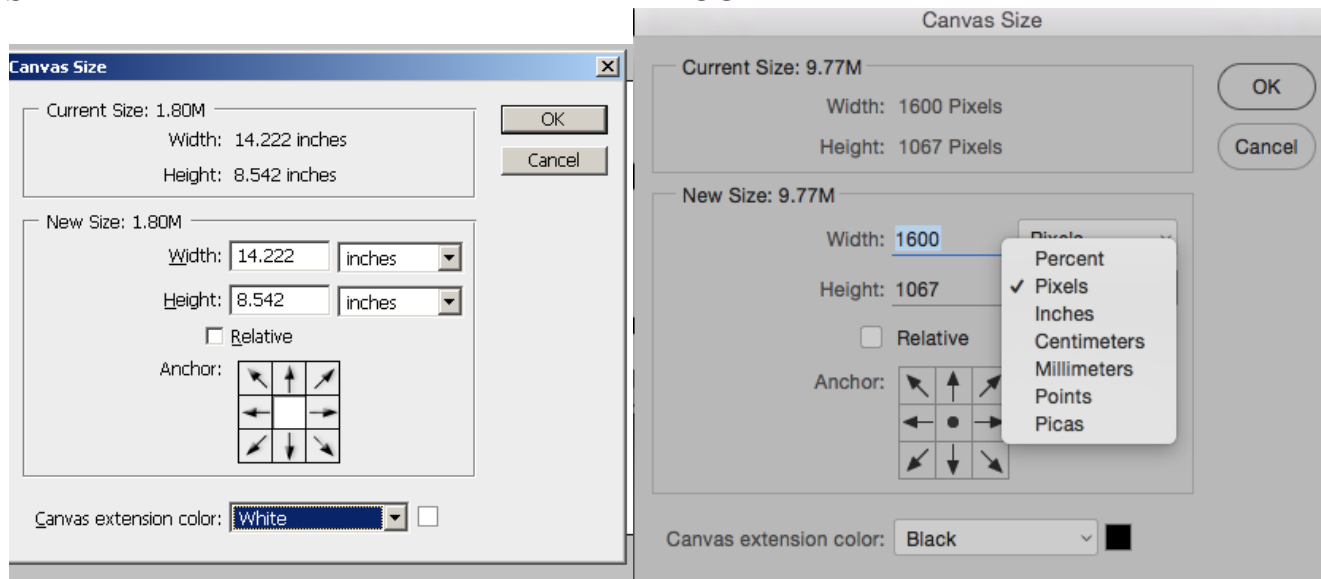 Canvas Size
Current Size: 1.80M
Width: 14.222 inches
Height: 8.542 inches
OK
Cancel
New Size: 1.80M
Width: 14.222 inches
Height: 8.542 inches
Relative
Anchor:
Canvas extension color: White
Canvas Size
Current Size: 9.77M
Width: 1600 Pixels
Height: 1067 Pixels
OK
Cancel
New Size: 9.77M
Width: 1600 Pixels
Height: 1067
Percent
✓ Pixels
Inches
Centimeters
Millimeters
Points
Picas
Relative
Anchor:
Canvas extension color: Black